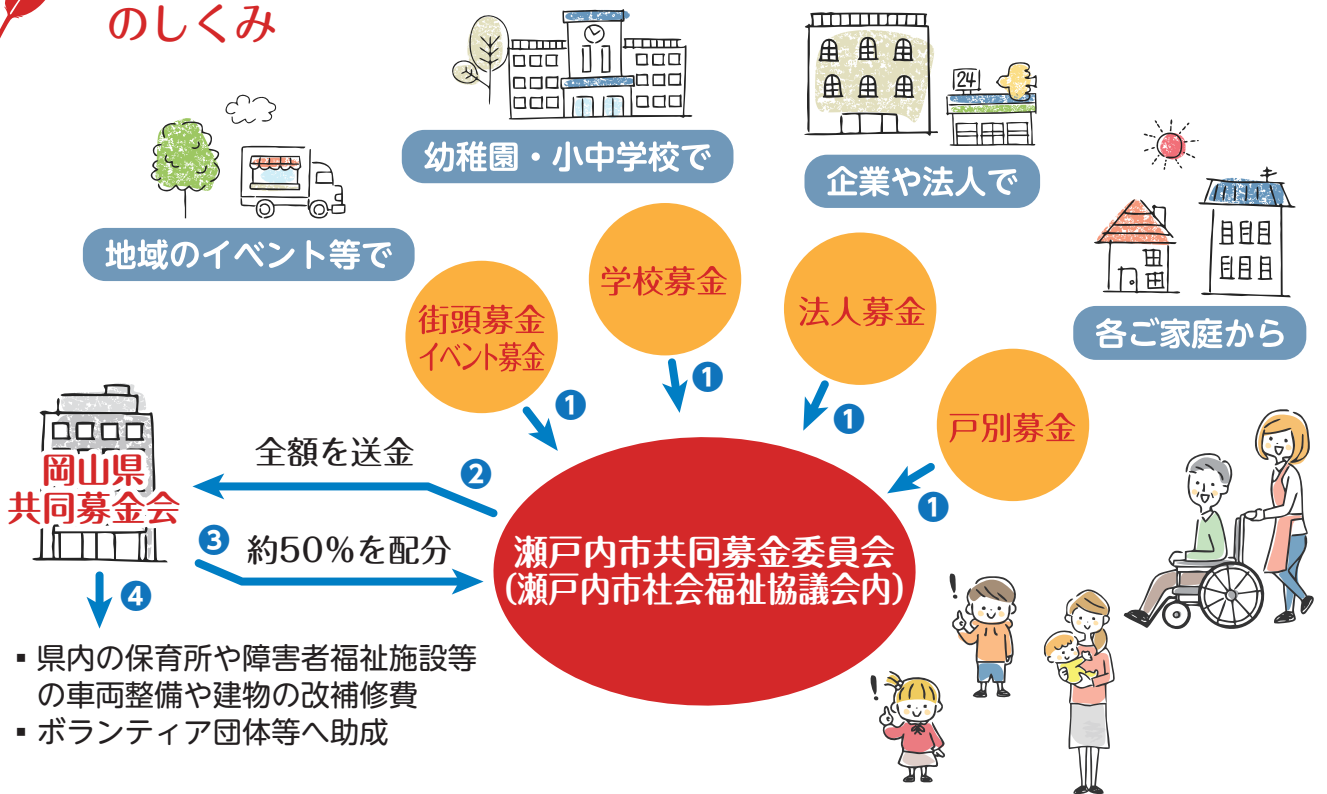 のしくみ
24
幼稚園・小中学校で
企業や法人で
地域のイベント等で
各ご家庭から
学校募金
法人募金
街頭募金
イベント募金
戸別募金
❶
❶
❶
❶
全額を送金
❷
岡山県
共同募金会
❸
約50%を配分
瀬戸内市共同募金委員会
(瀬戸内市社会福祉協議会内)
❹
▪ 県内の保育所や障害者福祉施設等
の車両整備や建物の改補修費
▪ ボランティア団体等へ助成
!
!